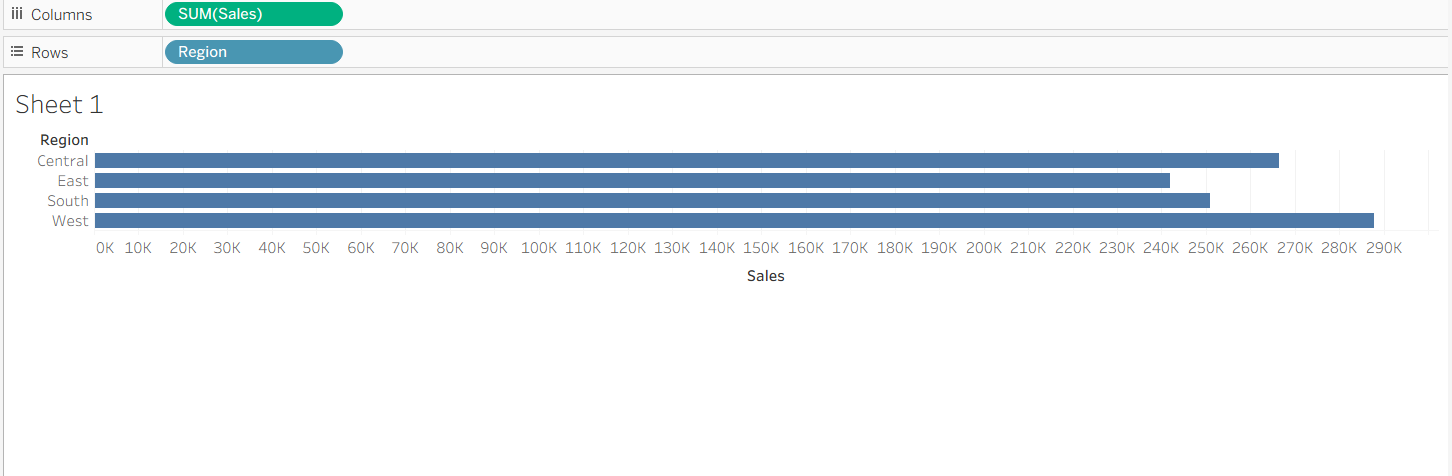 Columns SUM(Sales)
Rows Region
Sheet 1
Region
Central
East
South
West
0K 10K 20K 30K 40K 50K 60K 70K 80K 90K 100K 110K 120K 130K 140K 150K 160K 170K 180K 190K 200K 210K 220K 230K 240K 250K 260K 270K 280K 290K
Sales